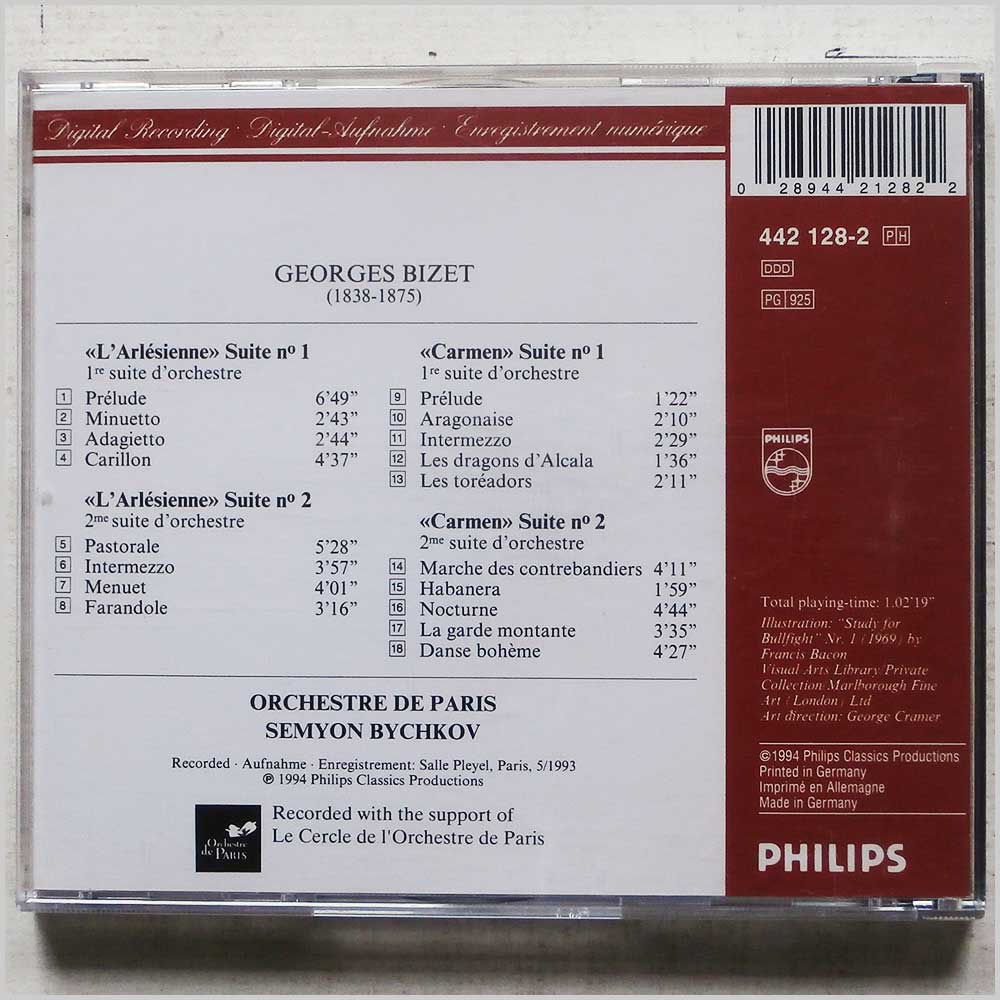 Digital Recording · Digital-Aufnahme · Enregistrement numérique
GEORGES BIZET
(1838-1875)
«L'Arlésienne» Suite nº 1
1re suite d'orchestre
1 Prélude 6'49"
2 Minuetto 2'43"
3 Adagietto 2'44"
4 Carillon 4'37"
«L'Arlésienne» Suite nº 2
2me suite d'orchestre
5 Pastorale 5'28"
6 Intermezzo 3'57"
7 Menuet 4'01"
8 Farandole 3'16"
«Carmen» Suite nº 1
1re suite d'orchestre
9 Prélude 1'22"
10 Aragonaise 2'10"
11 Intermezzo 2'29"
12 Les dragons d'Alcala 1'36"
13 Les toréadors 2'11"
«Carmen» Suite nº 2
2me suite d'orchestre
14 Marche des contrebandiers 4'11"
15 Habanera 1'59"
16 Nocturne 4'44"
17 La garde montante 3'35"
18 Danse bohème 4'27"
ORCHESTRE DE PARIS
SEMYON BYCHKOV
Recorded · Aufnahme · Enregistrement: Salle Pleyel, Paris, 5/1993
℗ 1994 Philips Classics Productions
Orchestre
de PARIS
Recorded with the support of
Le Cercle de l'Orchestre de Paris
0 28944 21282 2
442 128-2 PH
DDD
PG 925
PHILIPS
Total playing-time: 1.02'19"
Illustration: "Study for
Bullfight" Nr. 1 (1969) by
Francis Bacon
Visual Arts Library/Private
Collection/Marlborough Fine
Art (London) Ltd
Art direction: George Cramer
©1994 Philips Classics Productions
Printed in Germany
Imprimé en Allemagne
Made in Germany
PHILIPS